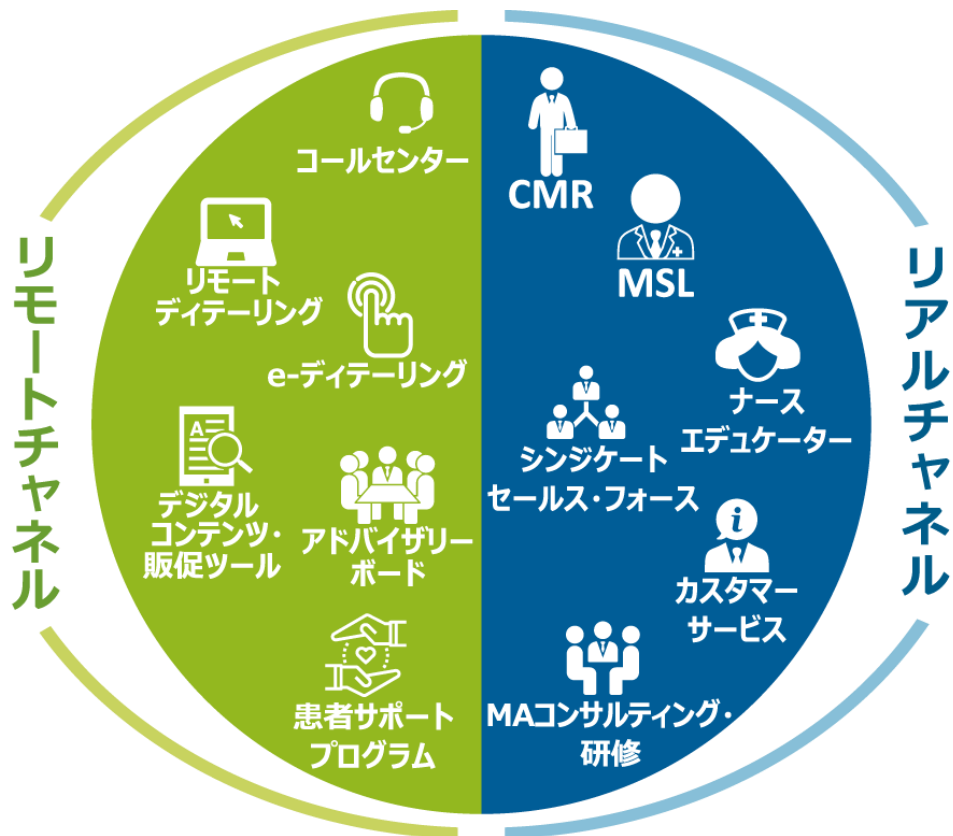 リモートチャネル
コールセンター
リモート
ディテーリング
e-ディテーリング
A
デジタル
コンテンツ・
販促ツール
アドバイザリー
ボード
患者サポート
プログラム
CMR
MSL
ナース
エデュケーター
シンジケート
セールス・フォース
i
カスタマー
サービス
MAコンサルティング・
研修
リアルチャネル